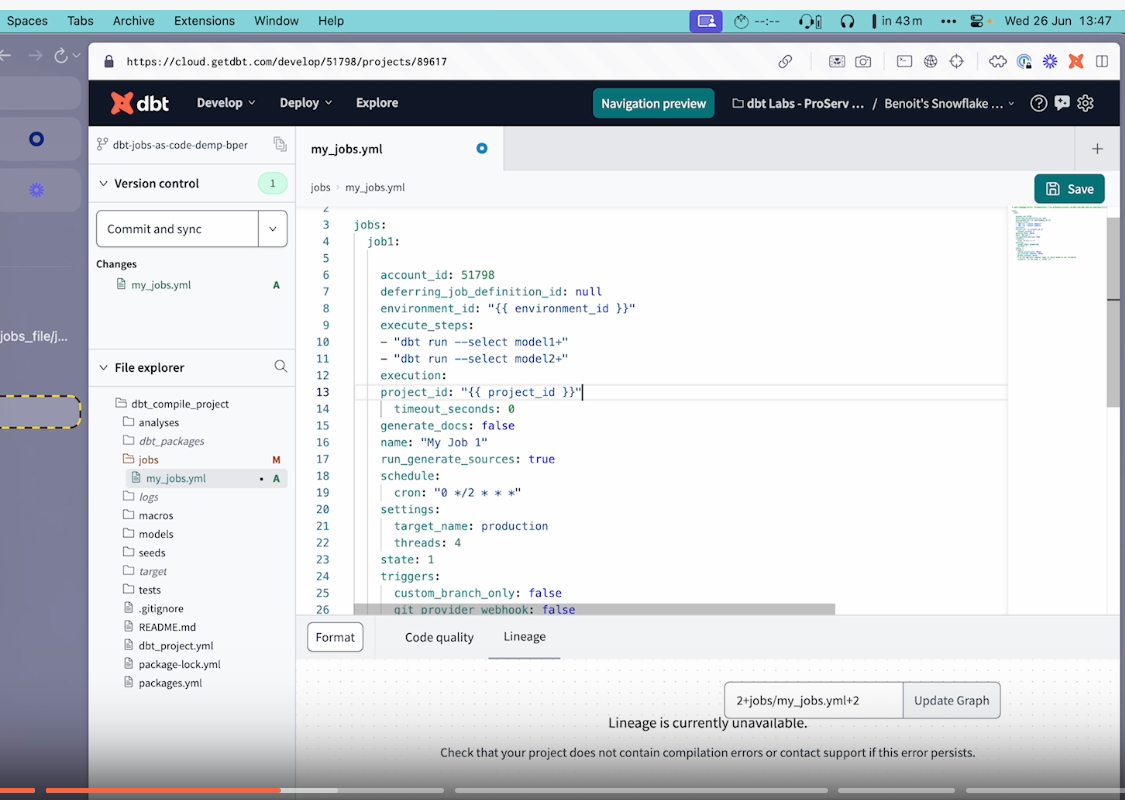 Spaces Tabs Archive Extensions Window Help --:-- in 43 m Wed 26 Jun 13:47
https://cloud.getdbt.com/develop/51798/projects/89617
dbt Develop Deploy Explore Navigation preview dbt Labs - ProServ ... / Benoit's Snowflake ...
dbt-jobs-as-code-demp-bper
my_jobs.yml
Version control 1
jobs › my_jobs.yml
Save
Commit and sync
Changes
my_jobs.yml A
jobs_file/j...
File explorer
dbt_compile_project
analyses
dbt_packages
jobs M
my_jobs.yml • A
logs
macros
models
seeds
target
tests
.gitignore
README.md
dbt_project.yml
package-lock.yml
packages.yml
2
3 jobs:
4 job1:
5
6 account_id: 51798
7 deferring_job_definition_id: null
8 environment_id: "{{ environment_id }}"
9 execute_steps:
10 - "dbt run --select model1+"
11 - "dbt run --select model2+"
12 execution:
13 project_id: "{{ project_id }}"
14 timeout_seconds: 0
15 generate_docs: false
16 name: "My Job 1"
17 run_generate_sources: true
18 schedule:
19 cron: "0 */2 * * *"
20 settings:
21 target_name: production
22 threads: 4
23 state: 1
24 triggers:
25 custom_branch_only: false
26 git_provider_webhook: false
Format Code quality Lineage
2+jobs/my_jobs.yml+2 Update Graph
Lineage is currently unavailable.
Check that your project does not contain compilation errors or contact support if this error persists.